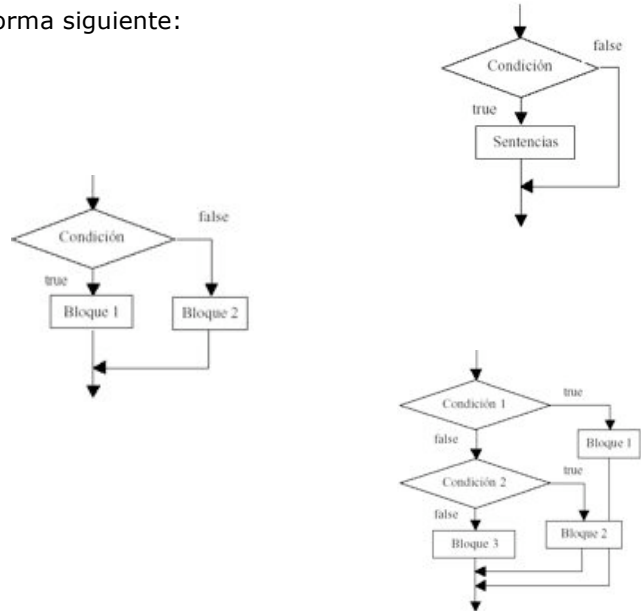 orma siguiente:
false
Condición
true
Sentencias
false
Condición
true
Bloque 1
Bloque 2
Condición 1
true
false
Bloque 1
Condición 2
true
false
Bloque 2
Bloque 3